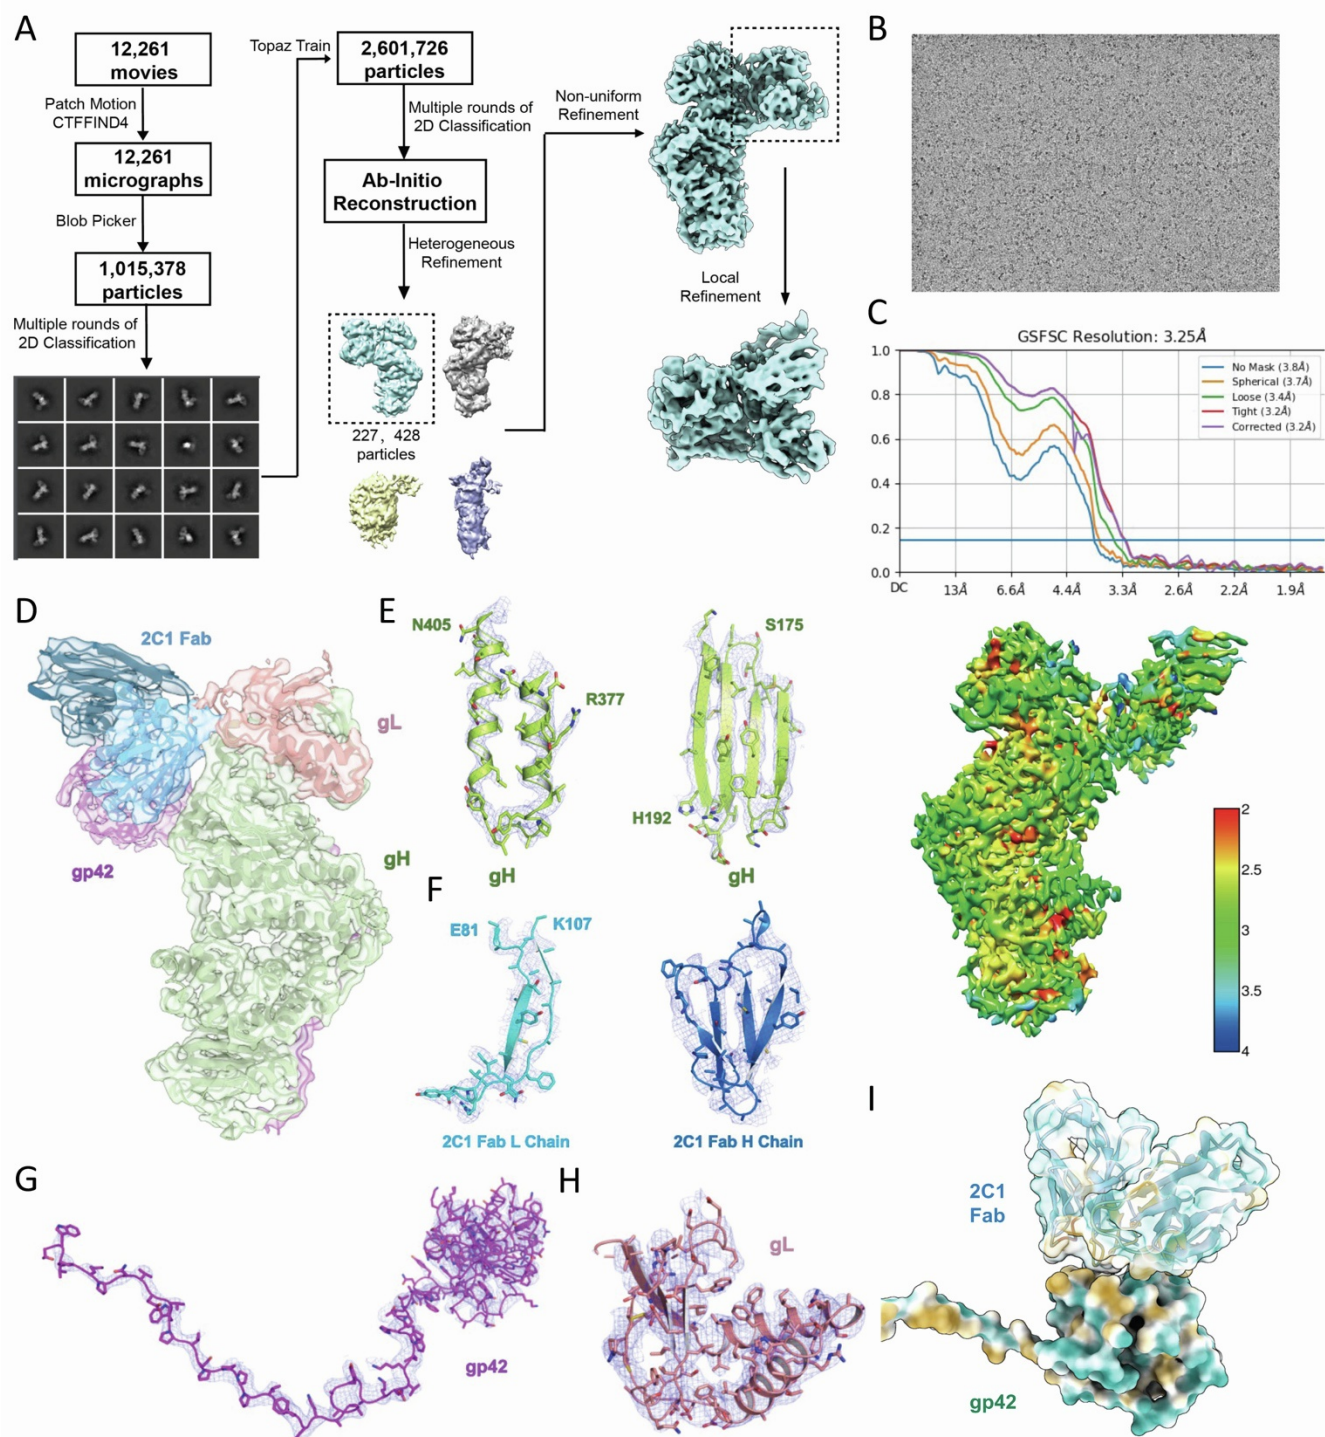 A
12,261
movies
Patch Motion
CTFFIND4
12,261
micrographs
Blob Picker
1,015,378
particles
Multiple rounds of
2D Classification
Topaz Train
2,601,726
particles
Multiple rounds of
2D Classification
Ab-Initio
Reconstruction
Heterogeneous
Refinement
227, 428
particles
Non-uniform
Refinement
Local
Refinement
B
C
GSFSC Resolution: 3.25Å
No Mask (3.8Å)
Spherical (3.7Å)
Loose (3.4Å)
Tight (3.2Å)
Corrected (3.2Å)
1.0
0.8
0.6
0.4
0.2
0.0
DC
13Å
6.6Å
4.4Å
3.3Å
2.6Å
2.2Å
1.9Å
D
2C1 Fab
gL
gp42
gH
E
N405
R377
gH
S175
H192
gH
2
2.5
3
3.5
4
F
E81
K107
2C1 Fab L Chain
2C1 Fab H Chain
G
gp42
H
gL
I
2C1
Fab
gp42